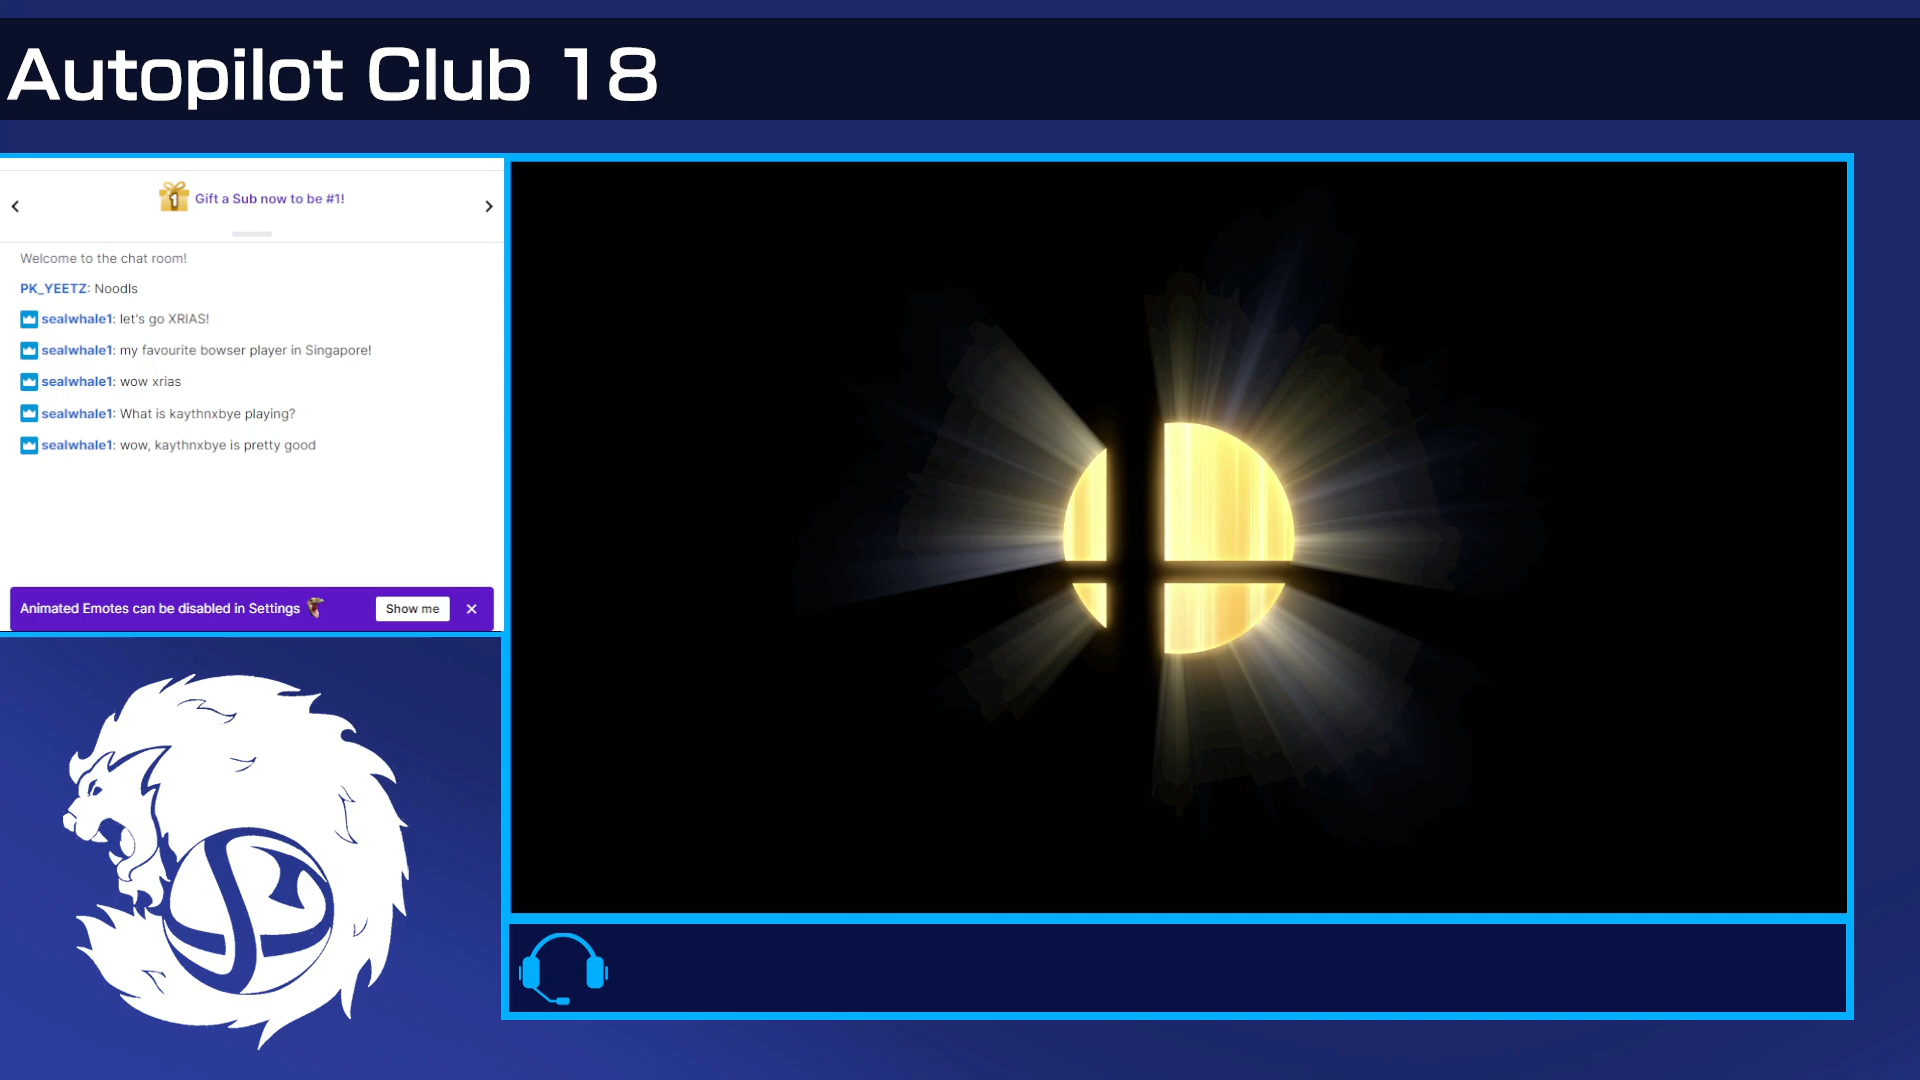 Autopilot Club 18
1
Gift a Sub now to be #1!
Welcome to the chat room!
PK_YEETZ: Noodls
sealwhale1: let's go XRIAS!
sealwhale1: my favourite bowser player in Singapore!
sealwhale1: wow xrias
sealwhale1: What is kaythnxbye playing?
sealwhale1: wow, kaythnxbye is pretty good
Animated Emotes can be disabled in Settings
Show me